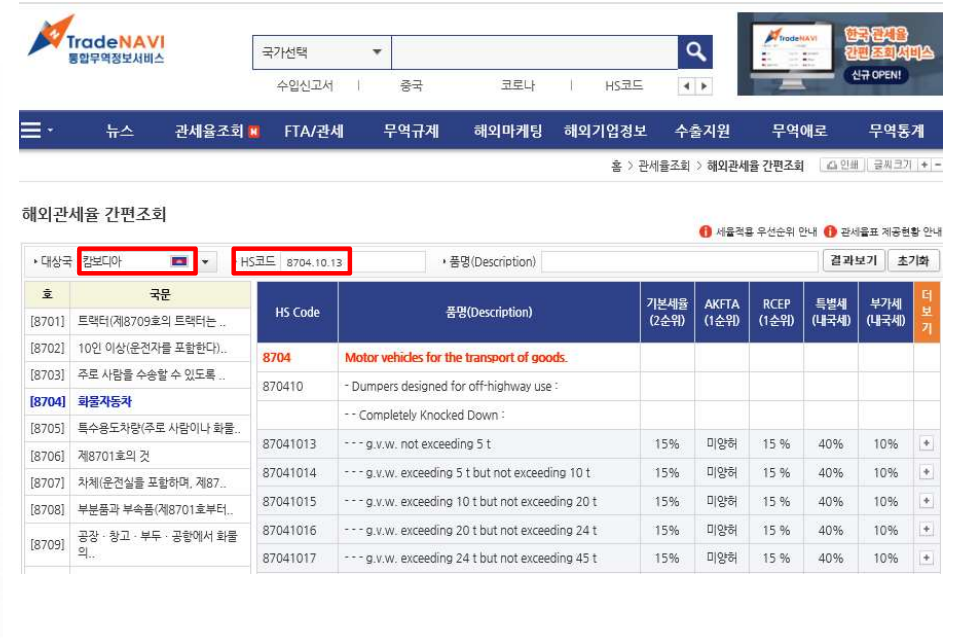 TradeNAVI
통합무역정보서비스
국가선택
수입신고서 | 중국 코로나 | HS코드
TradeNAVI
한국 관세율
간편 조회 서비스
신규 OPEN!
뉴스 관세율조회 N FTA/관세 무역규제 해외마케팅 해외기업정보 수출지원 무역애로 무역통계
홈 > 관세율조회 > 해외관세율 간편조회 인쇄 글씨크기 + -
해외관세율 간편조회
세율적용 우선순위 안내 관세율표 제공현황 안내
대상국 캄보디아 HS코드 8704.10.13 품명(Description) 결과보기 초기화
호 국문
[8701] 트랙터(제8709호의 트랙터는 ..
[8702] 10인 이상(운전자를 포함한다)..
[8703] 주로 사람을 수송할 수 있도록 ..
[8704] 화물자동차
[8705] 특수용도차량(주로 사람이나 화물..
[8706] 제8701호의 것
[8707] 차체(운전실을 포함하며, 제87..
[8708] 부분품과 부속품(제8701호부터..
[8709] 공장ㆍ창고ㆍ부두ㆍ공항에서 화물
의..
HS Code 품명(Description) 기본세율 (2순위) AKFTA (1순위) RCEP (1순위) 특별세 (내국세) 부가세 (내국세) 더보기
8704 Motor vehicles for the transport of goods.
870410 - Dumpers designed for off-highway use :
- - Completely Knocked Down :
87041013 - - - g.v.w. not exceeding 5 t 15% 미양허 15 % 40% 10% +
87041014 - - - g.v.w. exceeding 5 t but not exceeding 10 t 15% 미양허 15 % 40% 10% +
87041015 - - - g.v.w. exceeding 10 t but not exceeding 20 t 15% 미양허 15 % 40% 10% +
87041016 - - - g.v.w. exceeding 20 t but not exceeding 24 t 15% 미양허 15 % 40% 10% +
87041017 - - - g.v.w. exceeding 24 t but not exceeding 45 t 15% 미양허 15 % 40% 10% +